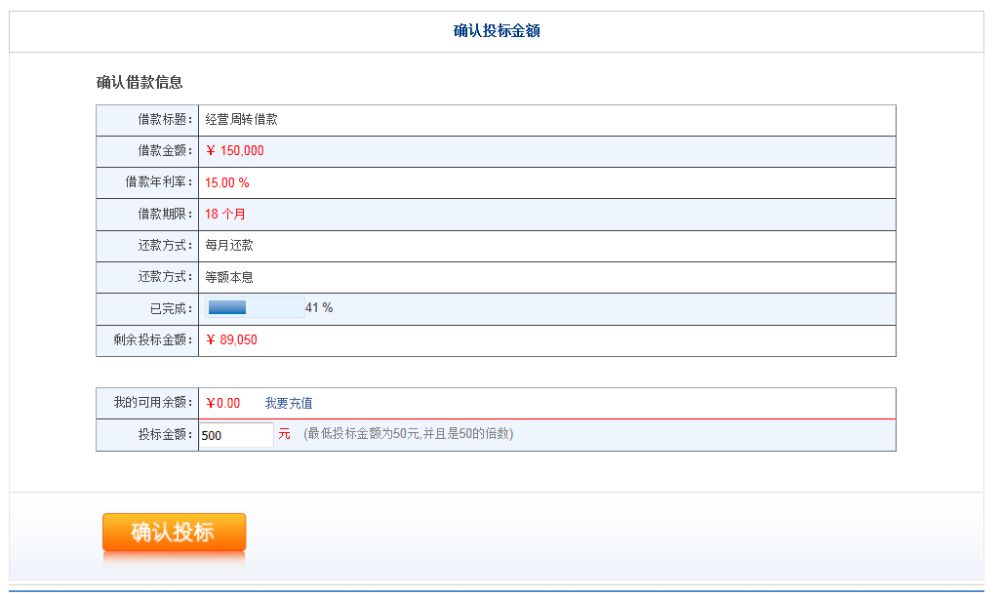 确认投标金额
确认借款信息
借款标题： 经营周转借款
借款金额： ￥ 150,000
借款年利率： 15.00 %
借款期限： 18 个月
还款方式： 每月还款
还款方式： 等额本息
已完成： 41 %
剩余投标金额： ￥ 89,050
我的可用余额： ￥0.00 我要充值
投标金额： 500 元 (最低投标金额为50元,并且是50的倍数)
确认投标